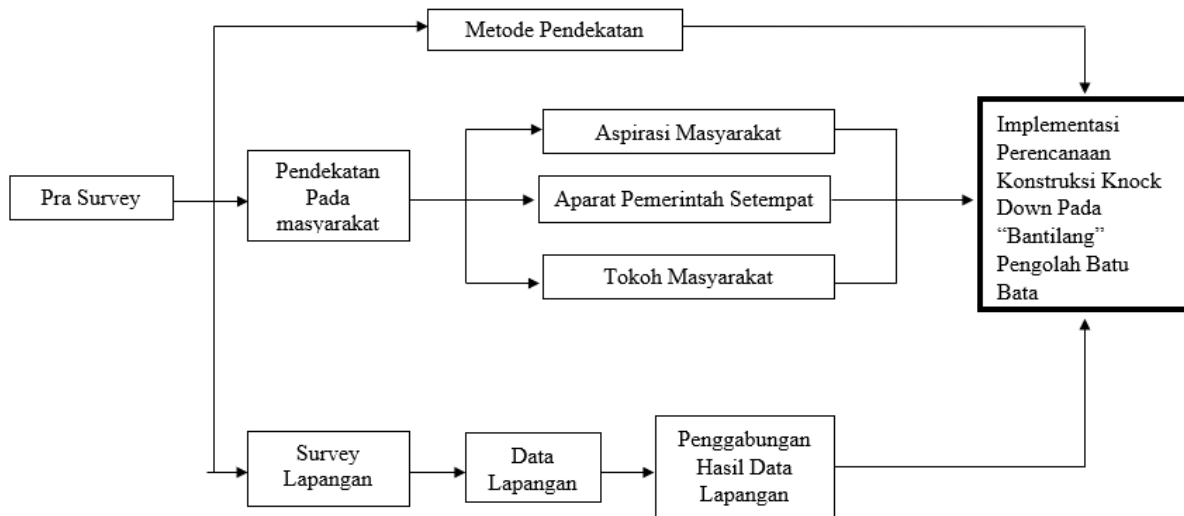 Metode Pendekatan
Pra Survey
Pendekatan
Pada
masyarakat
Aspirasi Masyarakat
Aparat Pemerintah Setempat
Tokoh Masyarakat
Implementasi
Perencanaan
Konstruksi Knock
Down Pada
“Bantilang”
Pengolah Batu
Bata
Survey
Lapangan
Data
Lapangan
Penggabungan
Hasil Data
Lapangan